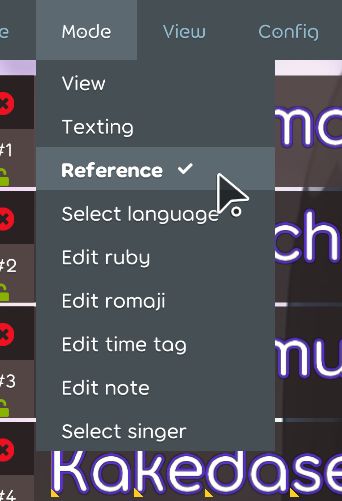 e Mode View Config
View
Texting
Reference
Select language
Edit ruby
Edit romaji
Edit time tag
Edit note
Select singer
#1
mo
#2
ch
#3
mu
#4
Kakedase